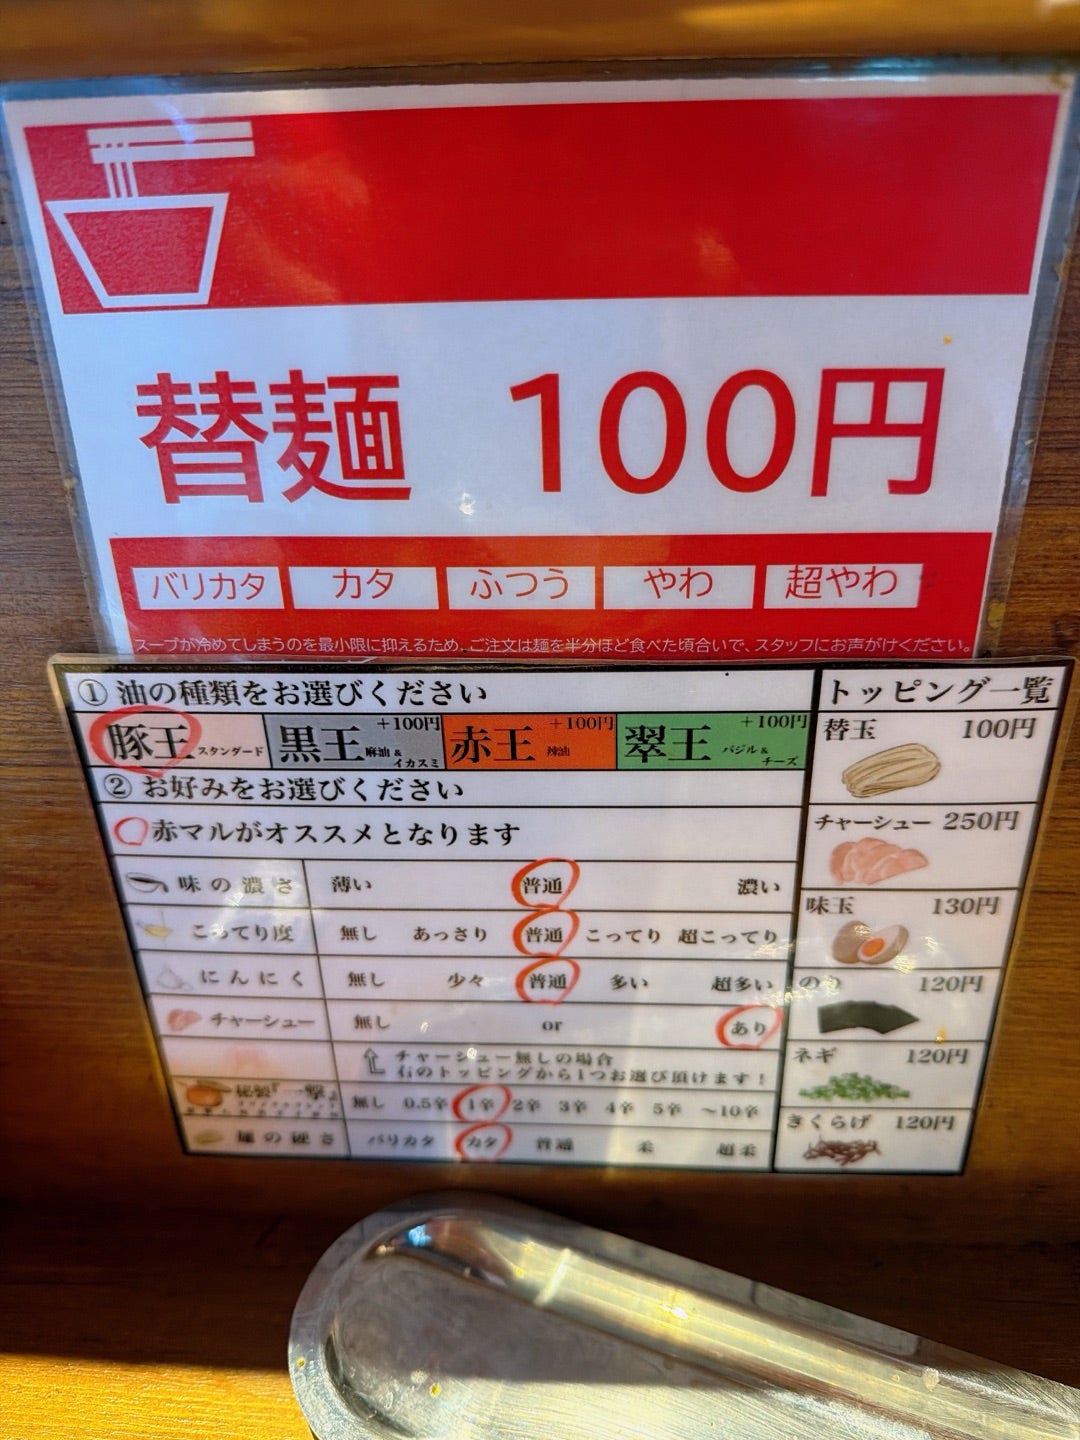 替麺 100円
バリカタ カタ ふつう やわ 超やわ
スープが冷めてしまうのを最小限に抑えるため、ご注文は麺を半分ほど食べた頃合いで、スタッフにお声がけください。
① 油の種類をお選びください
豚王 スタンダード 黒王 +100円 麻油 & イカスミ 赤王 +100円 辣油 翠王 +100円 バジル & チーズ
② お好みをお選びください
赤マルがオススメとなります
味の濃さ 薄い 普通 濃い
こってり度 無し あっさり 普通 こってり 超こってり
にんにく 無し 少々 普通 多い 超多い
チャーシュー 無し or あり
チャーシュー無しの場合
右のトッピングから1つお選び頂けます!
秘製『一撃』 無し 0.5辛 1辛 2辛 3辛 4辛 5辛 〜10辛
麺の硬さ バリカタ カタ 普通 柔 超柔
トッピング一覧
替玉 100円
チャーシュー 250円
味玉 130円
のり 120円
ネギ 120円
きくらげ 120円